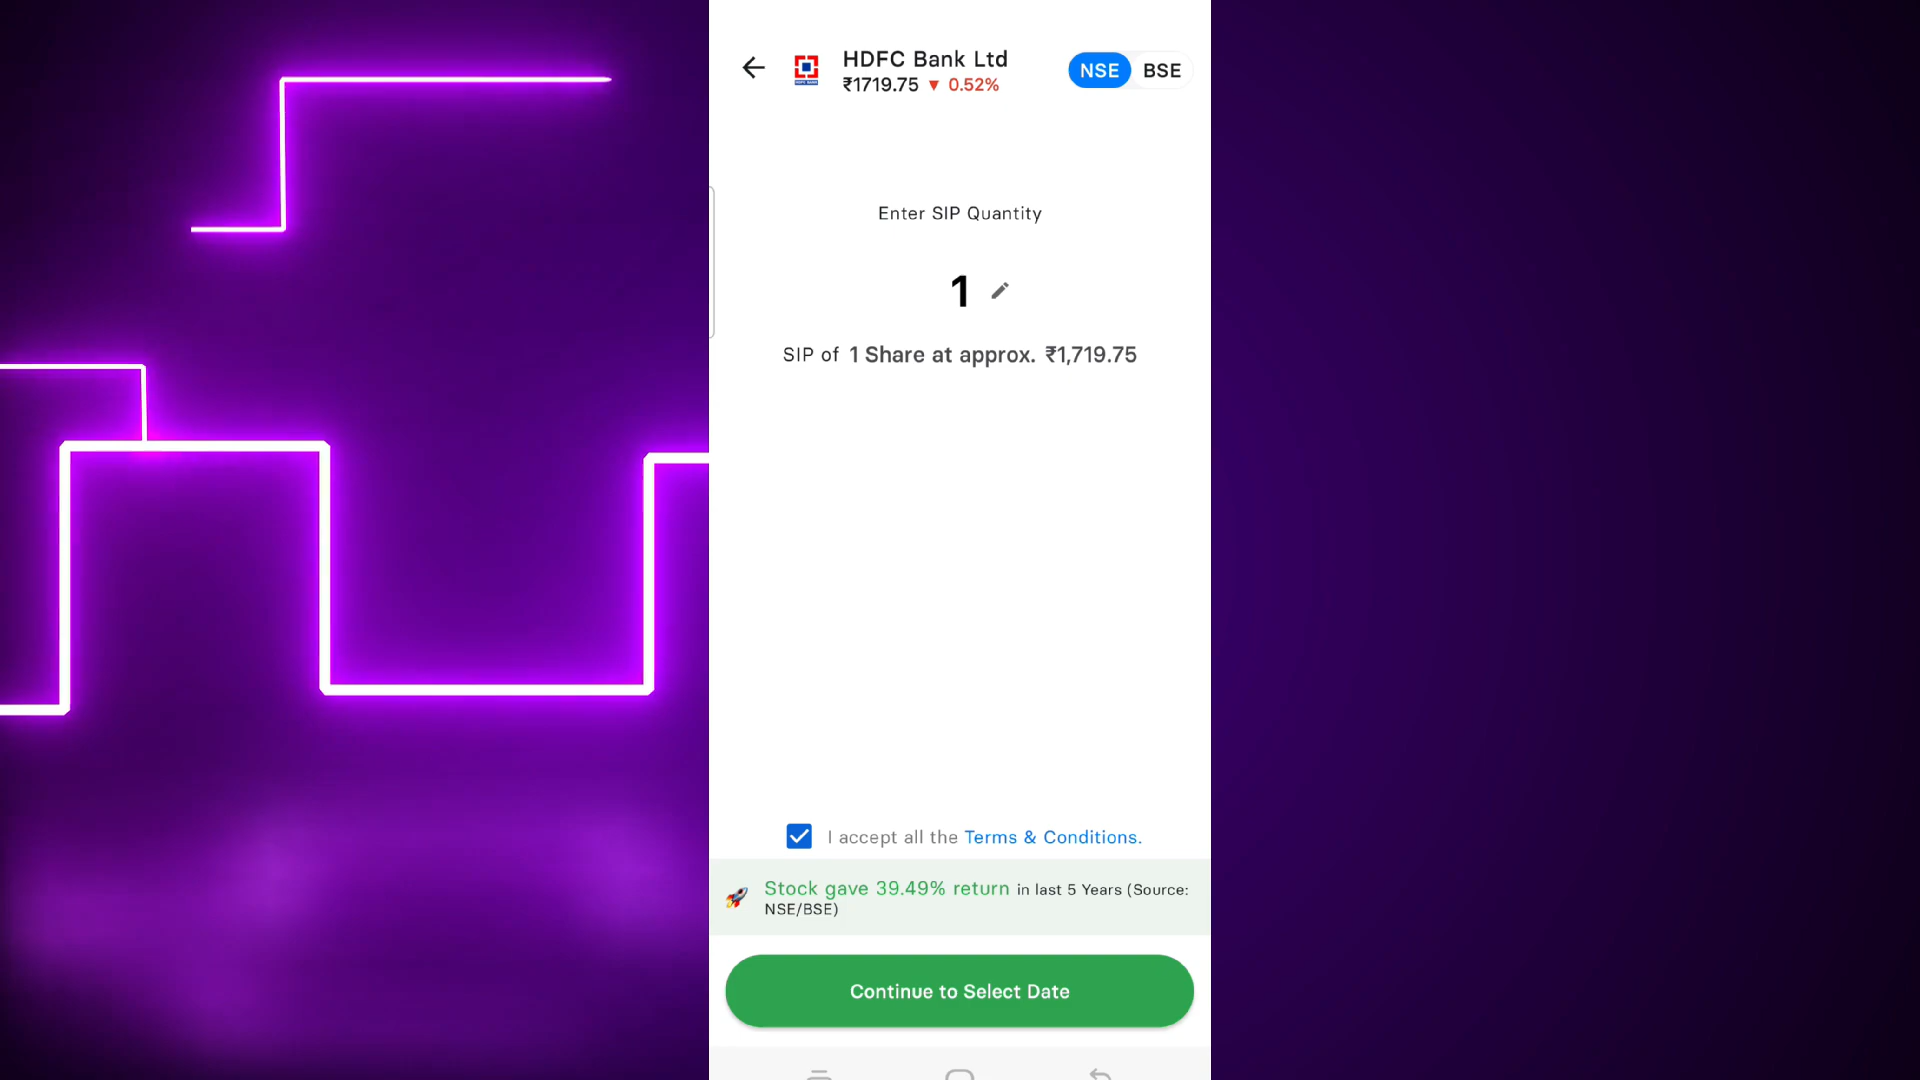 HDFC Bank Ltd
₹1719.75 ▼ 0.52%
NSE BSE
Enter SIP Quantity
1
SIP of 1 Share at approx. ₹1,719.75
I accept all the Terms & Conditions.
Stock gave 39.49% return in last 5 Years (Source:
NSE/BSE)
Continue to Select Date